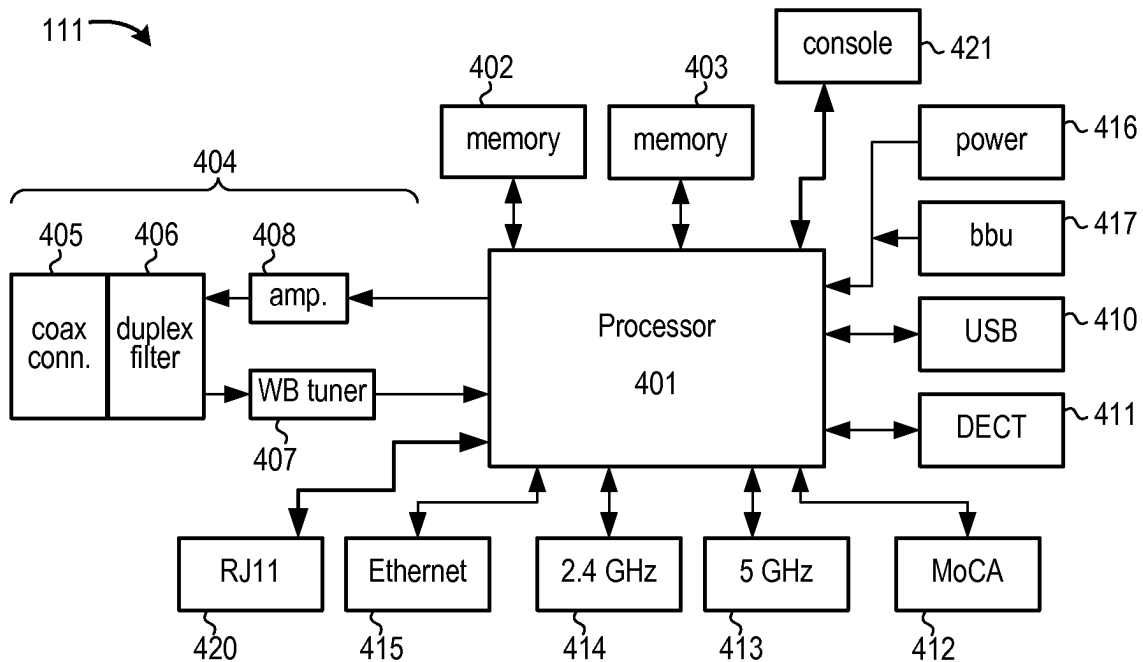 111
console
421
402
403
memory
memory
power
416
404
bbu
417
405
406
408
coax
conn.
duplex
filter
amp.
Processor
401
USB
410
WB tuner
407
DECT
411
RJ11
Ethernet
2.4 GHz
5 GHz
MoCA
420
415
414
413
412